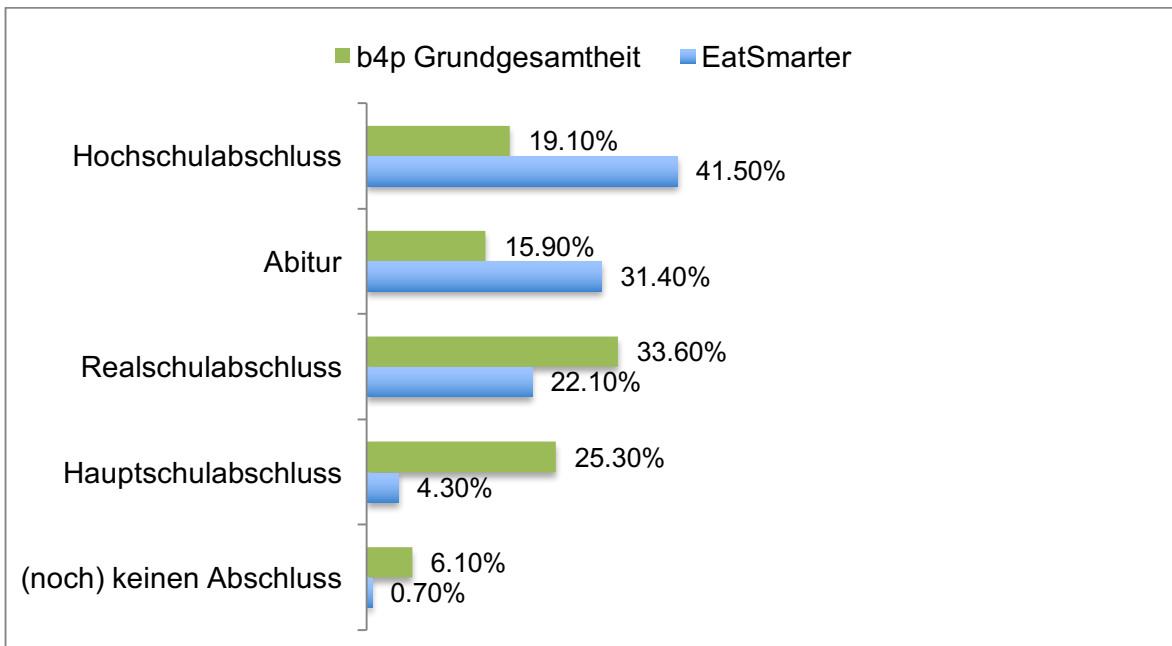 b4p Grundgesamtheit EatSmarter
Hochschulabschluss
19.10%
41.50%
Abitur
15.90%
31.40%
Realschulabschluss
33.60%
22.10%
Hauptschulabschluss
25.30%
4.30%
(noch) keinen Abschluss
6.10%
0.70%